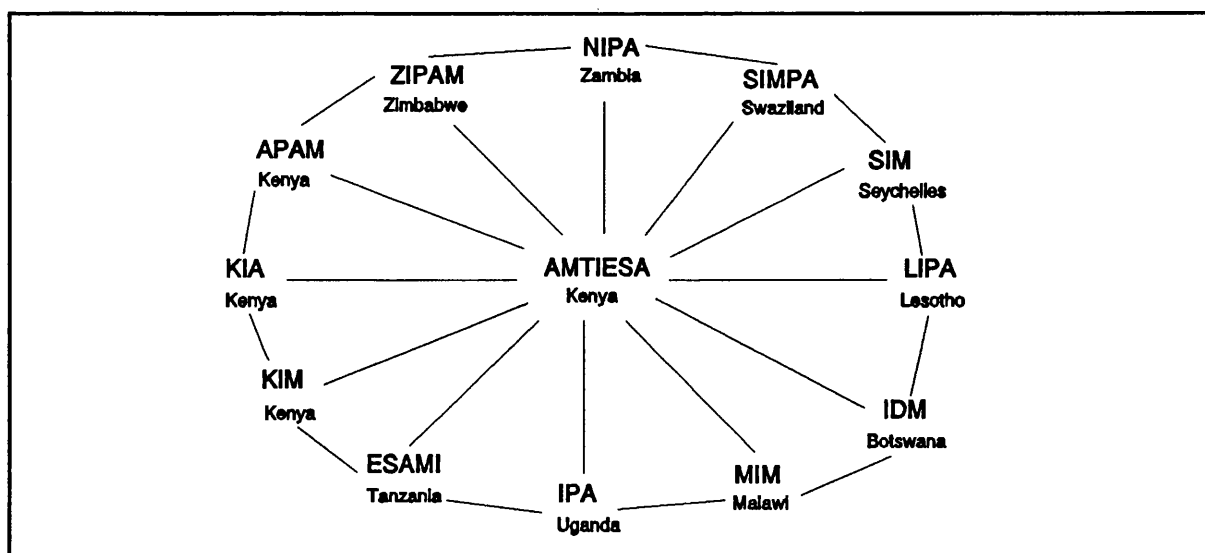 NIPA
Zambia
ZIPAM
Zimbabwe
SIMPA
Swaziland
APAM
Kenya
SIM
Seychelles
KIA
Kenya
AMTIESA
Kenya
LIPA
Lesotho
KIM
Kenya
IDM
Botswana
ESAMI
Tanzania
IPA
Uganda
MIM
Malawi